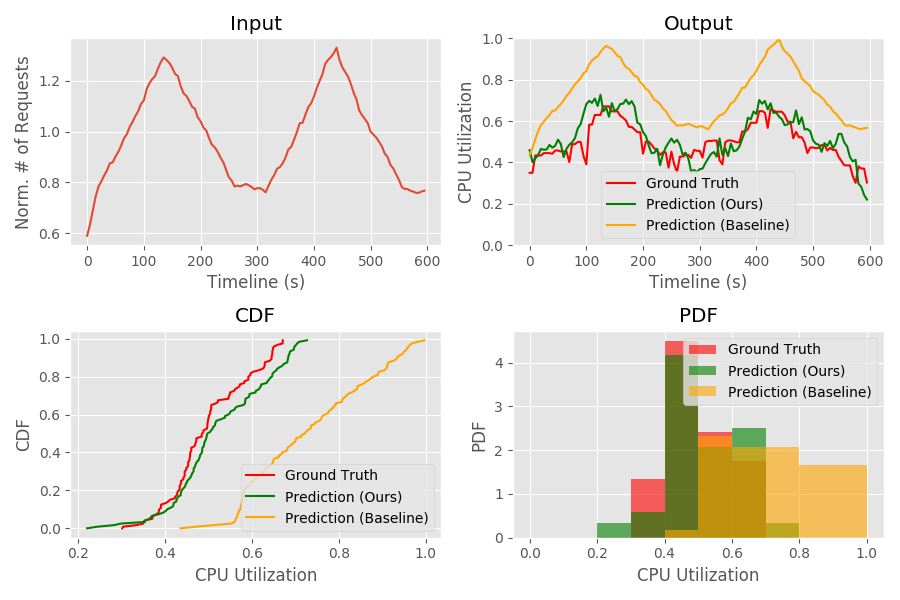 Input
Norm. # of Requests
1.2
1.0
0.8
0.6
0 100 200 300 400 500 600
Timeline (s)
Output
CPU Utilization
1.0
0.8
0.6
0.4
0.2
0.0
Ground Truth
Prediction (Ours)
Prediction (Baseline)
0 100 200 300 400 500 600
Timeline (s)
CDF
CDF
1.0
0.8
0.6
0.4
0.2
0.0
Ground Truth
Prediction (Ours)
Prediction (Baseline)
0.2 0.4 0.6 0.8 1.0
CPU Utilization
PDF
PDF
4
3
2
1
0
Ground Truth
Prediction (Ours)
Prediction (Baseline)
0.0 0.2 0.4 0.6 0.8 1.0
CPU Utilization